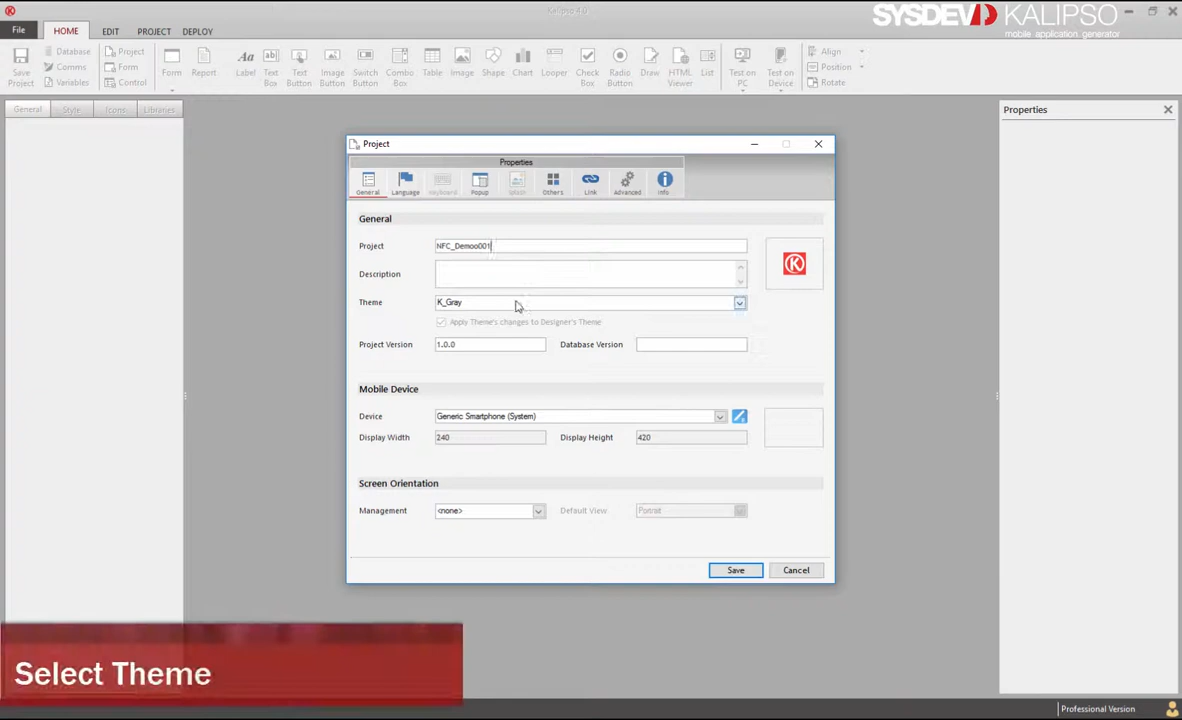 Kalipso 4.0
SYSDEV KALIPSO
mobile application generator
File HOME EDIT PROJECT DEPLOY
Save Project
Database
Comms
Variables
Project
Form
Control
Form
Report
Label
Text Box
Text Button
Image Button
Switch Button
Combo Box
Table
Image
Shape
Chart
Looper
Check Box
Radio Button
Draw
HTML Viewer
List
Test on PC
Test on Device
Align
Position
Rotate
General Style Icons Libraries
Properties
Project
Properties
General Language Keyboard Popup Splash Others Link Advanced Info
General
Project NFC_Demoo001
Description
Theme K_Gray
Apply Theme's changes to Designer's Theme
Project Version 1.0.0 Database Version
Mobile Device
Device Generic Smartphone (System)
Display Width 240 Display Height 420
Screen Orientation
Management <none> Default View Portrait
Save Cancel
Select Theme
Professional Version